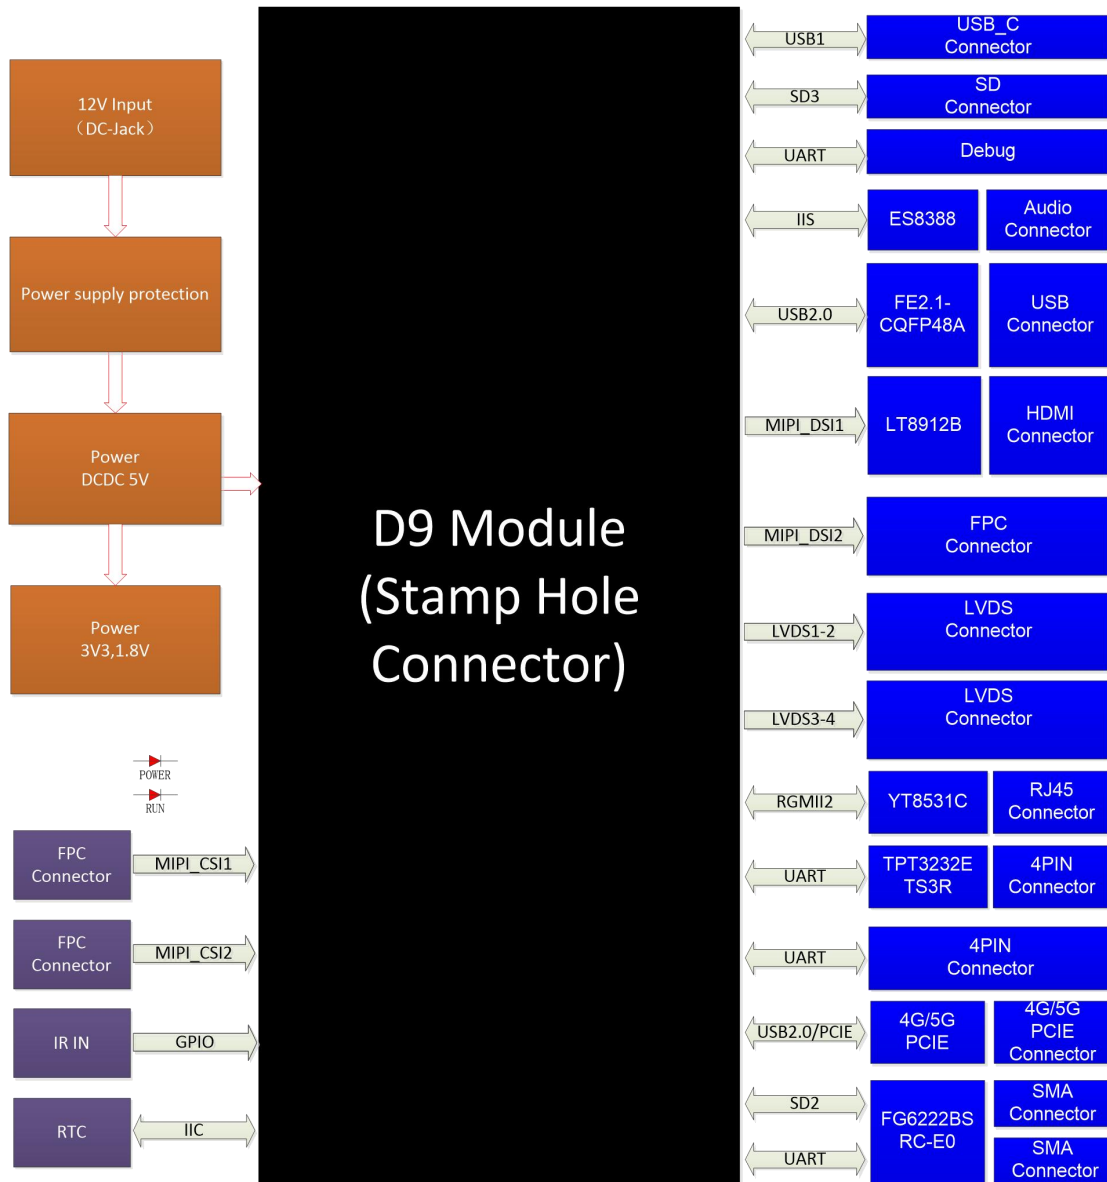 12V Input
（DC-Jack）
Power supply protection
Power
DCDC 5V
Power
3V3,1.8V
POWER
RUN
FPC
Connector
MIPI_CSI1
FPC
Connector
MIPI_CSI2
IR IN
GPIO
RTC
IIC
D9 Module
(Stamp Hole
Connector)
USB1
USB_C
Connector
SD3
SD
Connector
UART
Debug
IIS
ES8388
Audio
Connector
USB2.0
FE2.1-
CQFP48A
USB
Connector
MIPI_DSI1
LT8912B
HDMI
Connector
MIPI_DSI2
FPC
Connector
LVDS1-2
LVDS
Connector
LVDS3-4
LVDS
Connector
RGMII2
YT8531C
RJ45
Connector
UART
TPT3232E
TS3R
4PIN
Connector
UART
4PIN
Connector
USB2.0/PCIE
4G/5G
PCIE
4G/5G
PCIE
Connector
SD2
UART
FG6222BS
RC-E0
SMA
Connector
SMA
Connector